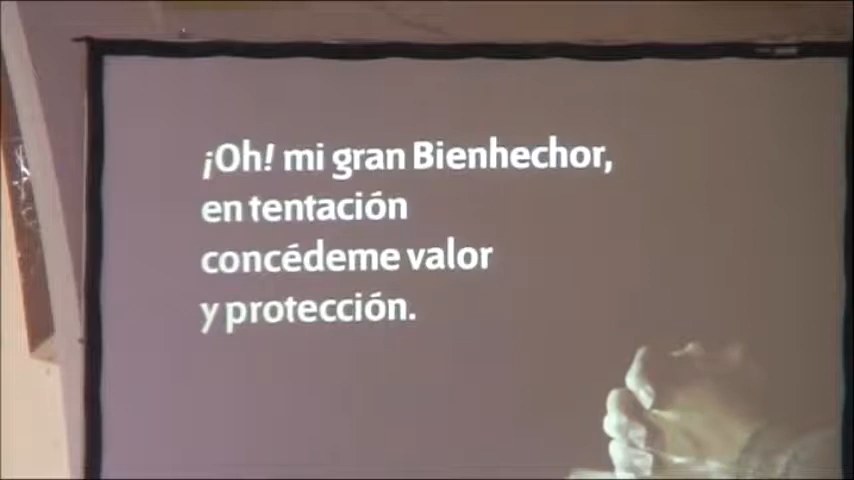 ¡Oh! mi gran Bienhechor,
en tentación
concédeme valor
y protección.